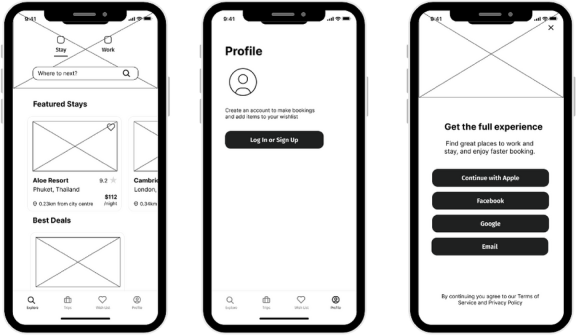 9:41
Stay
Work
Where to next?
Featured Stays
Aloe Resort
9.2
Phuket, Thailand
$112
/night
0.23km from city centre
Cambri
London,
0.34km
Best Deals
Explore
Trips
Wishlist
Profile
9:41
Profile
Create an account to make bookings
and add items to your wishlist
Log In or Sign Up
Explore
Trips
Wishlist
Profile
9:41
Get the full experience
Find great places to work and
stay, and enjoy faster booking.
Continue with Apple
Facebook
Google
Email
By continuing you agree to our Terms of
Service and Privacy Policy